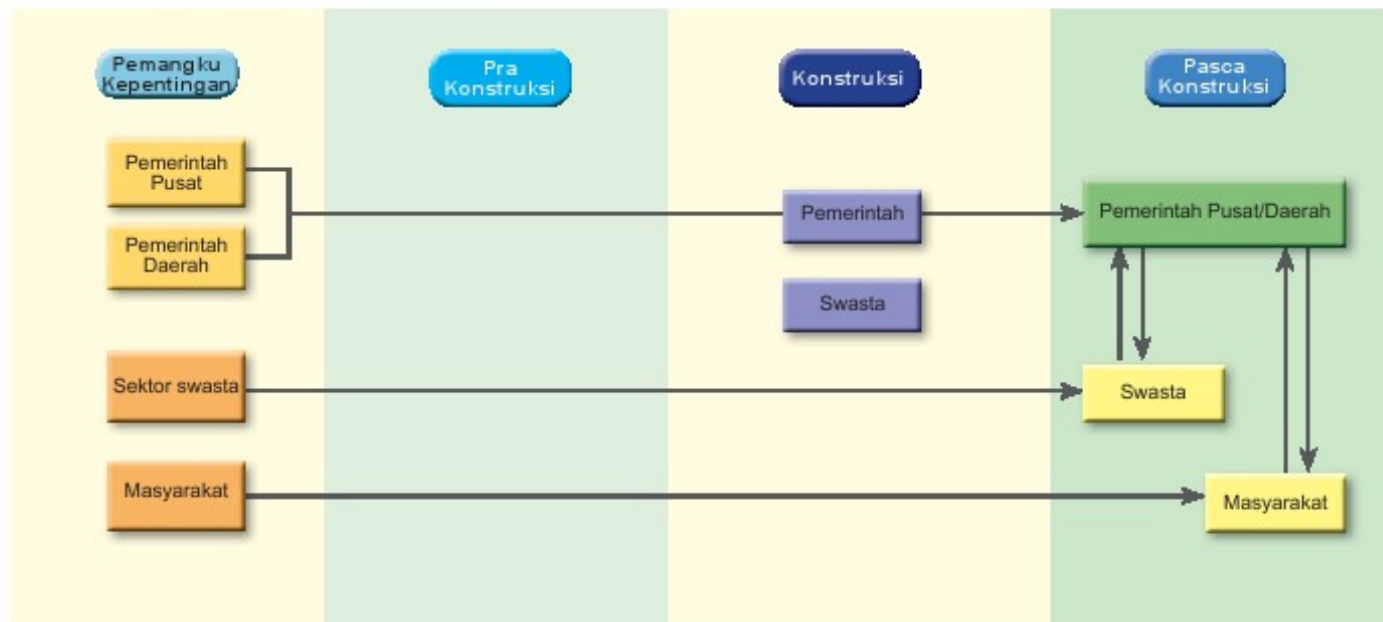 Pemangku
Kepentingan
Pra
Konstruksi
Konstruksi
Pasca
Konstruksi
Pemerintah
Pusat
Pemerintah
Daerah
Pemerintah
Pemerintah Pusat/Daerah
Swasta
Sektor swasta
Swasta
Masyarakat
Masyarakat